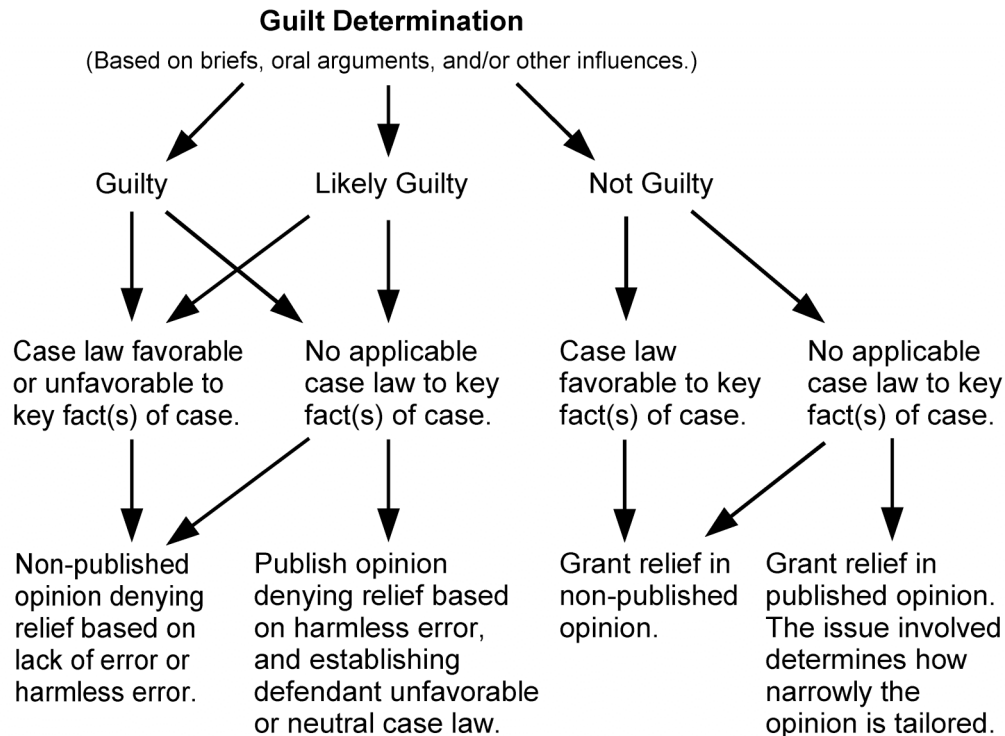 Guilt Determination
(Based on briefs, oral arguments, and/or other influences.)
Guilty
Likely Guilty
Not Guilty
Case law favorable
or unfavorable to
key fact(s) of case.
No applicable
case law to key
fact(s) of case.
Case law
favorable to key
fact(s) of case.
No applicable
case law to key
fact(s) of case.
Non-published
opinion denying
relief based on
lack of error or
harmless error.
Publish opinion
denying relief based
on harmless error,
and establishing
defendant unfavorable
or neutral case law.
Grant relief in
non-published
opinion.
Grant relief in
published opinion.
The issue involved
determines how
narrowly the
opinion is tailored.